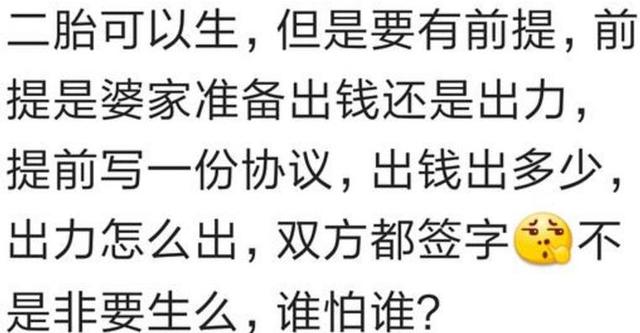 二胎可以生，但是要有前提，前
提是婆家准备出钱还是出力，
提前写一份协议，出钱出多少，
出力怎么出，双方都签字🤔不
是非要生么，谁怕谁？